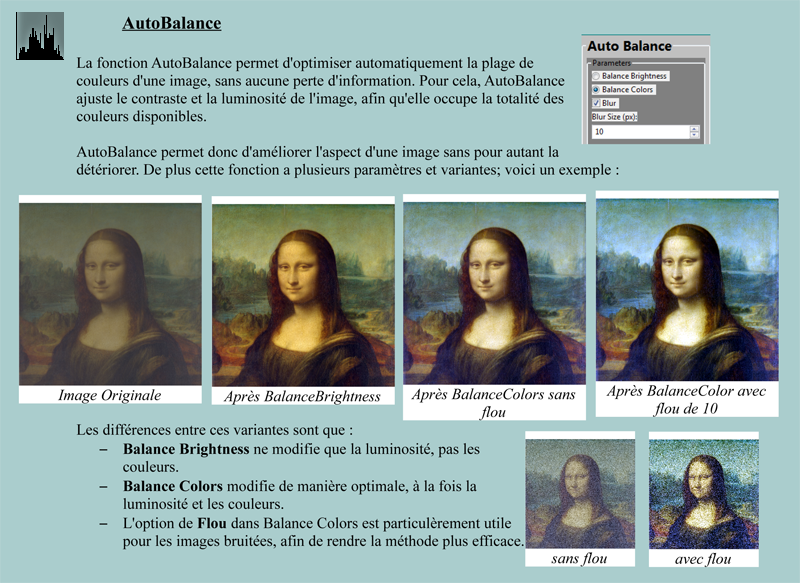 AutoBalance
La fonction AutoBalance permet d'optimiser automatiquement la plage de
couleurs d'une image, sans aucune perte d'information. Pour cela, AutoBalance
ajuste le contraste et la luminosité de l'image, afin qu'elle occupe la totalité des
couleurs disponibles.
AutoBalance permet donc d'améliorer l'aspect d'une image sans pour autant la
détériorer. De plus cette fonction a plusieurs paramètres et variantes; voici un exemple :
Auto Balance
Parameters
Balance Brightness
Balance Colors
Blur
Blur Size (px):
10
Image Originale
Après BalanceBrightness
Après BalanceColors sans
flou
Après BalanceColor avec
flou de 10
Les différences entre ces variantes sont que :
– Balance Brightness ne modifie que la luminosité, pas les
couleurs.
– Balance Colors modifie de manière optimale, à la fois la
luminosité et les couleurs.
– L'option de Flou dans Balance Colors est particulèrement utile
pour les images bruitées, afin de rendre la méthode plus efficace.
sans flou
avec flou